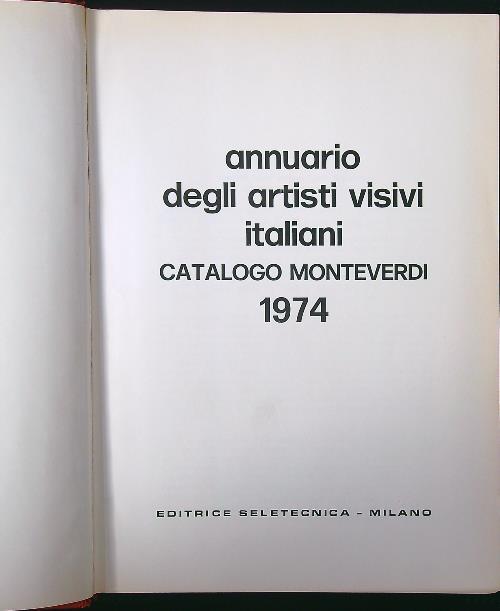 annuario
degli artisti visivi
italiani
CATALOGO MONTEVERDI
1974
EDITRICE SELETECNICA - MILANO